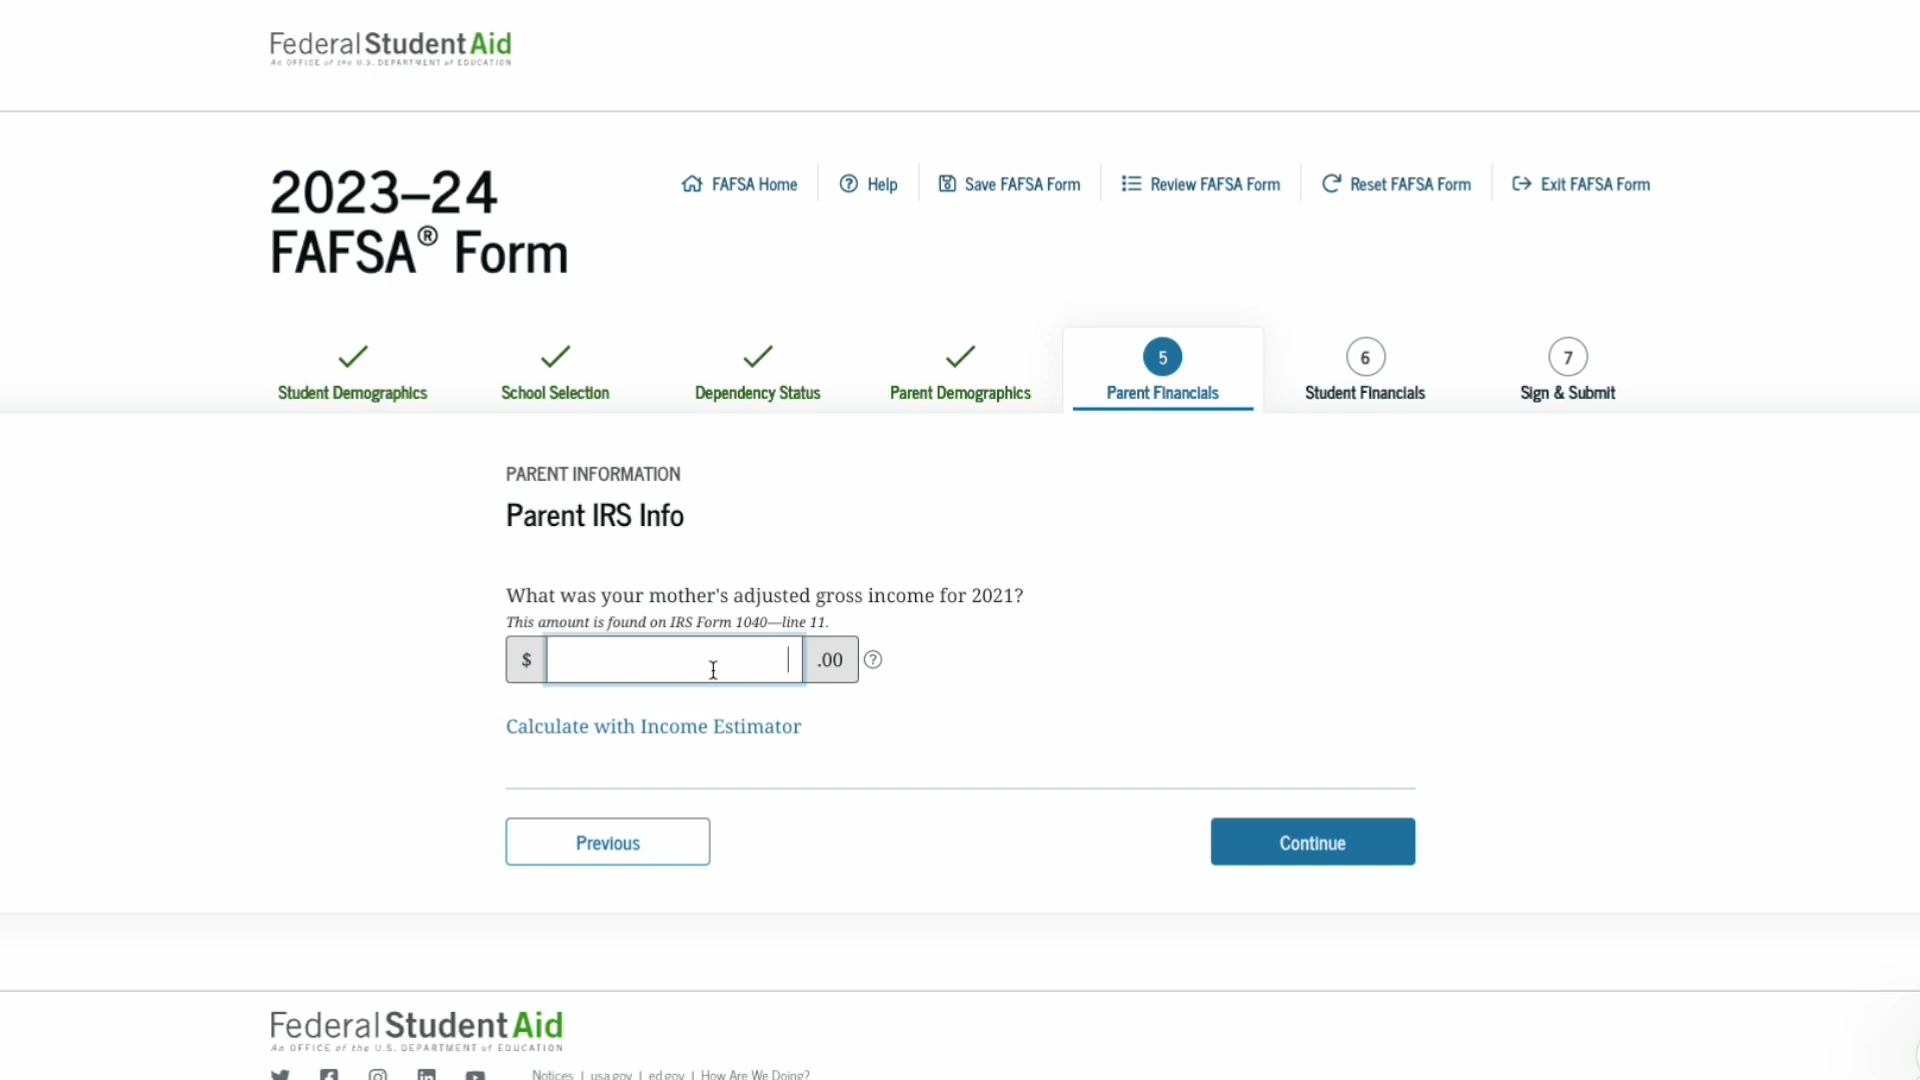 Federal Student Aid
An OFFICE of the U.S. DEPARTMENT of EDUCATION
2023–24
FAFSA® Form
FAFSA Home
Help
Save FAFSA Form
Review FAFSA Form
Reset FAFSA Form
Exit FAFSA Form
Student Demographics
School Selection
Dependency Status
Parent Demographics
5
Parent Financials
6
Student Financials
7
Sign & Submit
PARENT INFORMATION
Parent IRS Info
What was your mother's adjusted gross income for 2021?
This amount is found on IRS Form 1040—line 11.
$ .00 ?
Calculate with Income Estimator
Previous
Continue
Federal Student Aid
An OFFICE of the U.S. DEPARTMENT of EDUCATION
Notices | usa.gov | ed.gov | How Are We Doing?